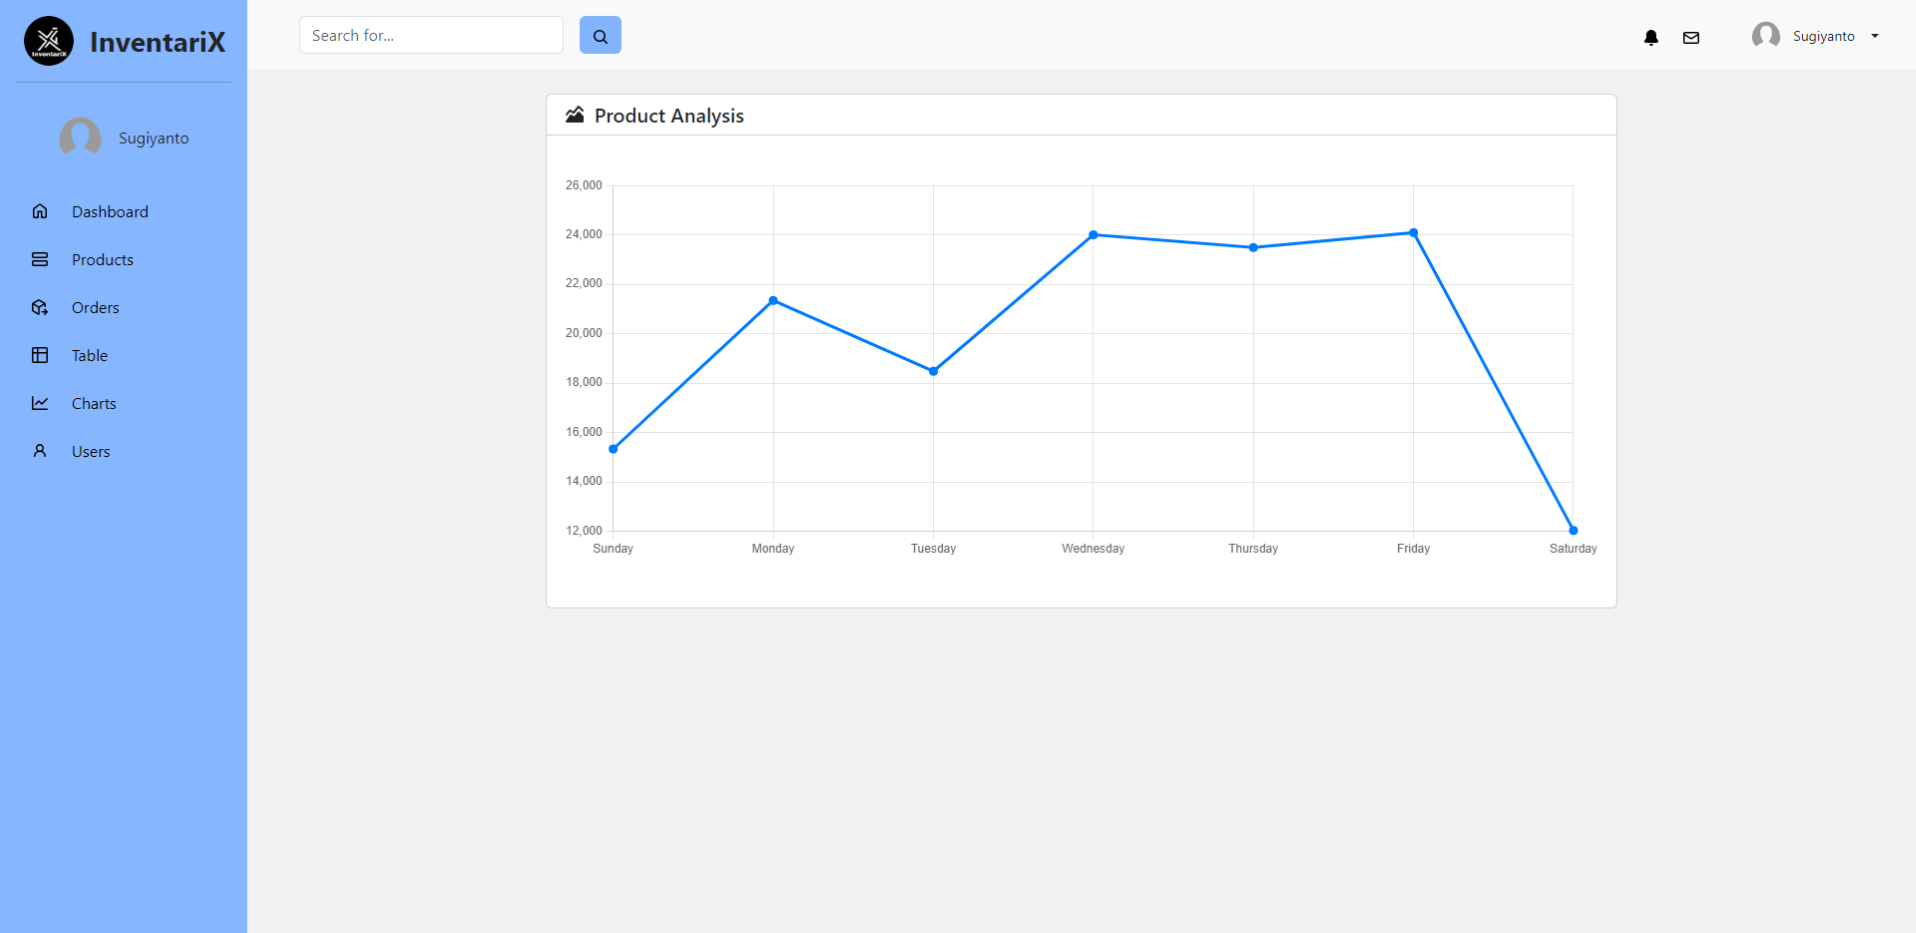 InventariX
InventariX
Search for...
Sugiyanto
Sugiyanto
Dashboard
Products
Orders
Table
Charts
Users
Product Analysis
26,000
24,000
22,000
20,000
18,000
16,000
14,000
12,000
Sunday Monday Tuesday Wednesday Thursday Friday Saturday